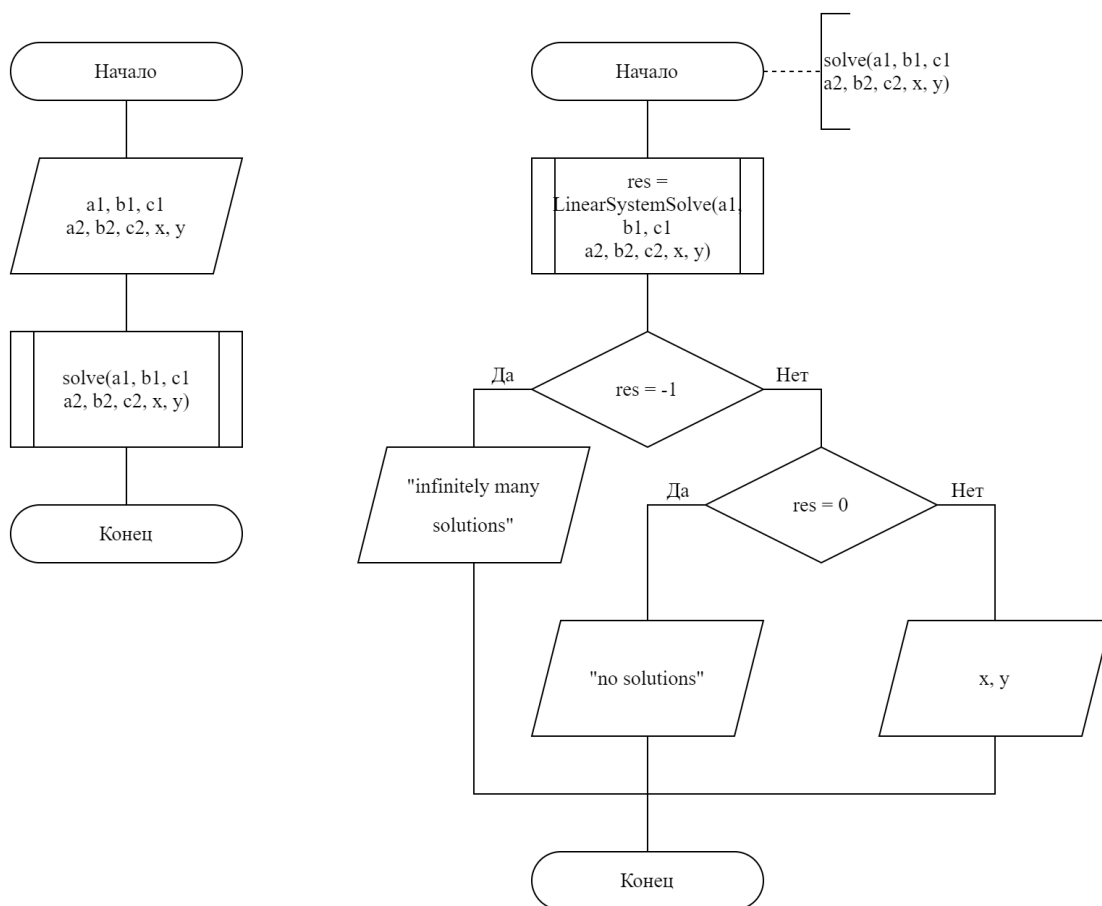 Начало
a1, b1, c1
a2, b2, c2, x, y
solve(a1, b1, c1
a2, b2, c2, x, y)
Конец
Начало
solve(a1, b1, c1
a2, b2, c2, x, y)
res =
LinearSystemSolve(a1,
b1, c1
a2, b2, c2, x, y)
Да
res = -1
Нет
"infinitely many
solutions"
Да
res = 0
Нет
"no solutions"
x, y
Конец